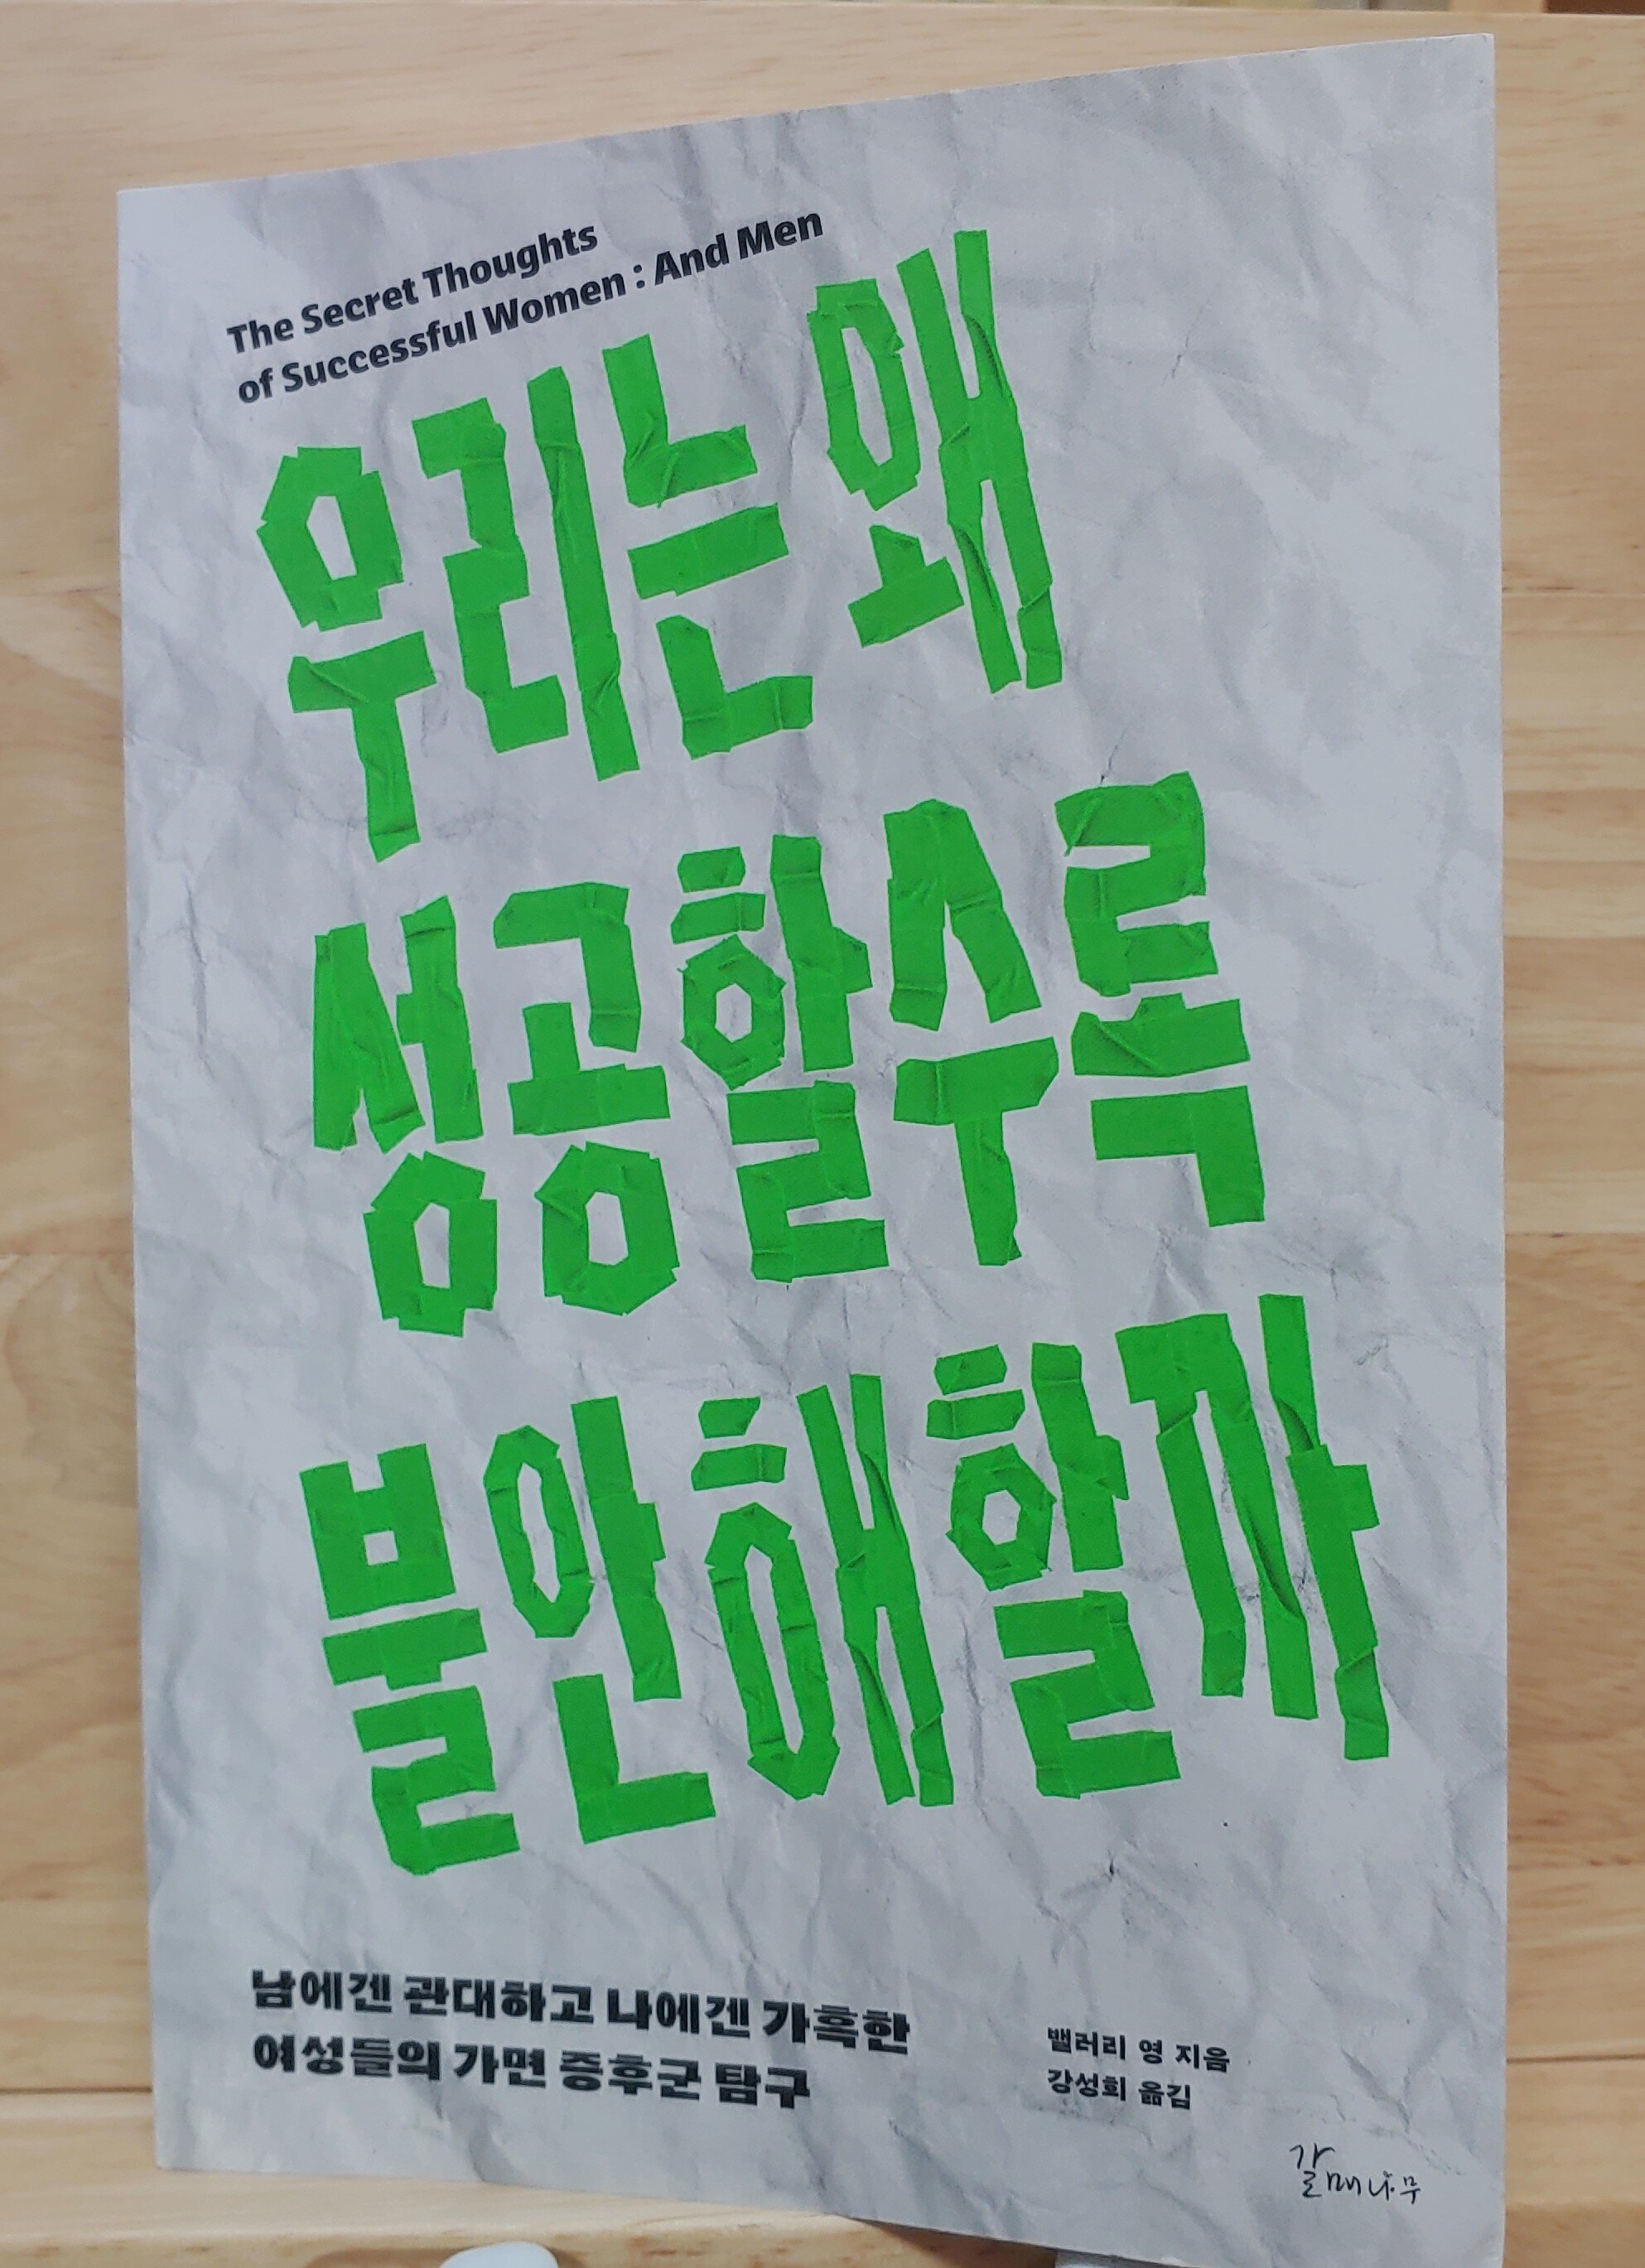 The Secret Thoughts
of Successful Women : And Men
우리는 왜
성공할수록
불안해할까
남에겐 관대하고 나에겐 가혹한
여성들의 가면 증후군 탐구
밸러리 영 지음
강성희 옮김
갈매나무